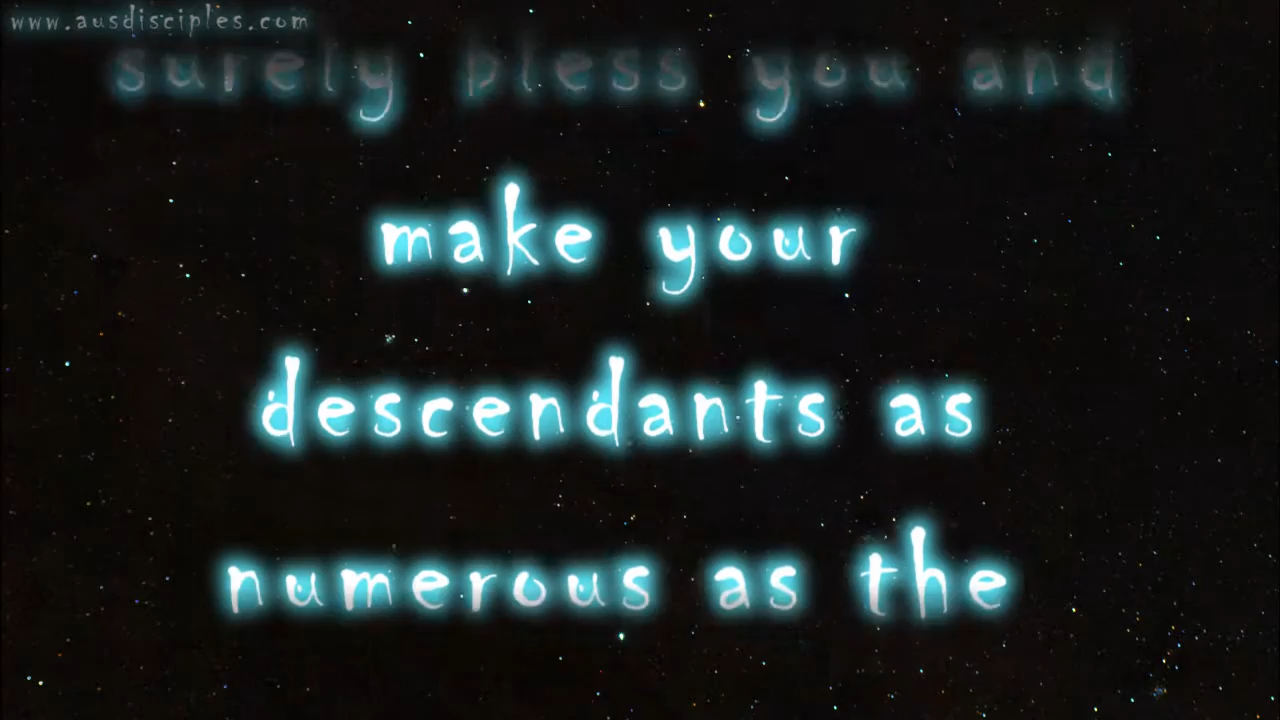 www.ausdisciples.com
surely bless you and
make your
descendants as
numerous as the